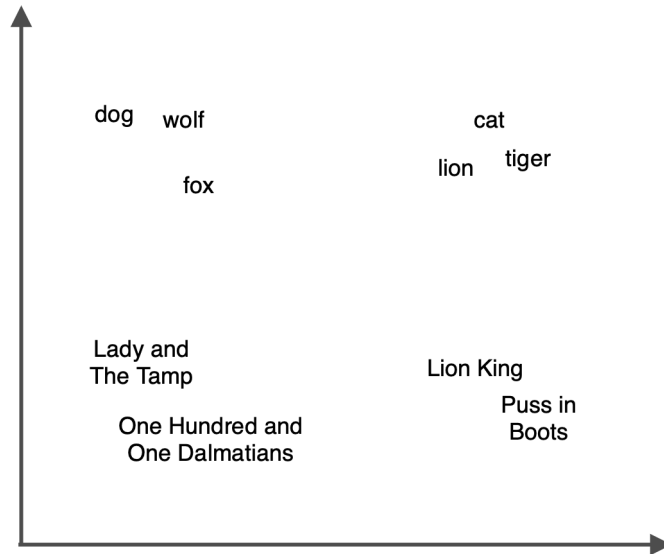 dog
wolf
cat
tiger
lion
fox
Lady and
The Tamp
Lion King
Puss in
Boots
One Hundred and
One Dalmatians